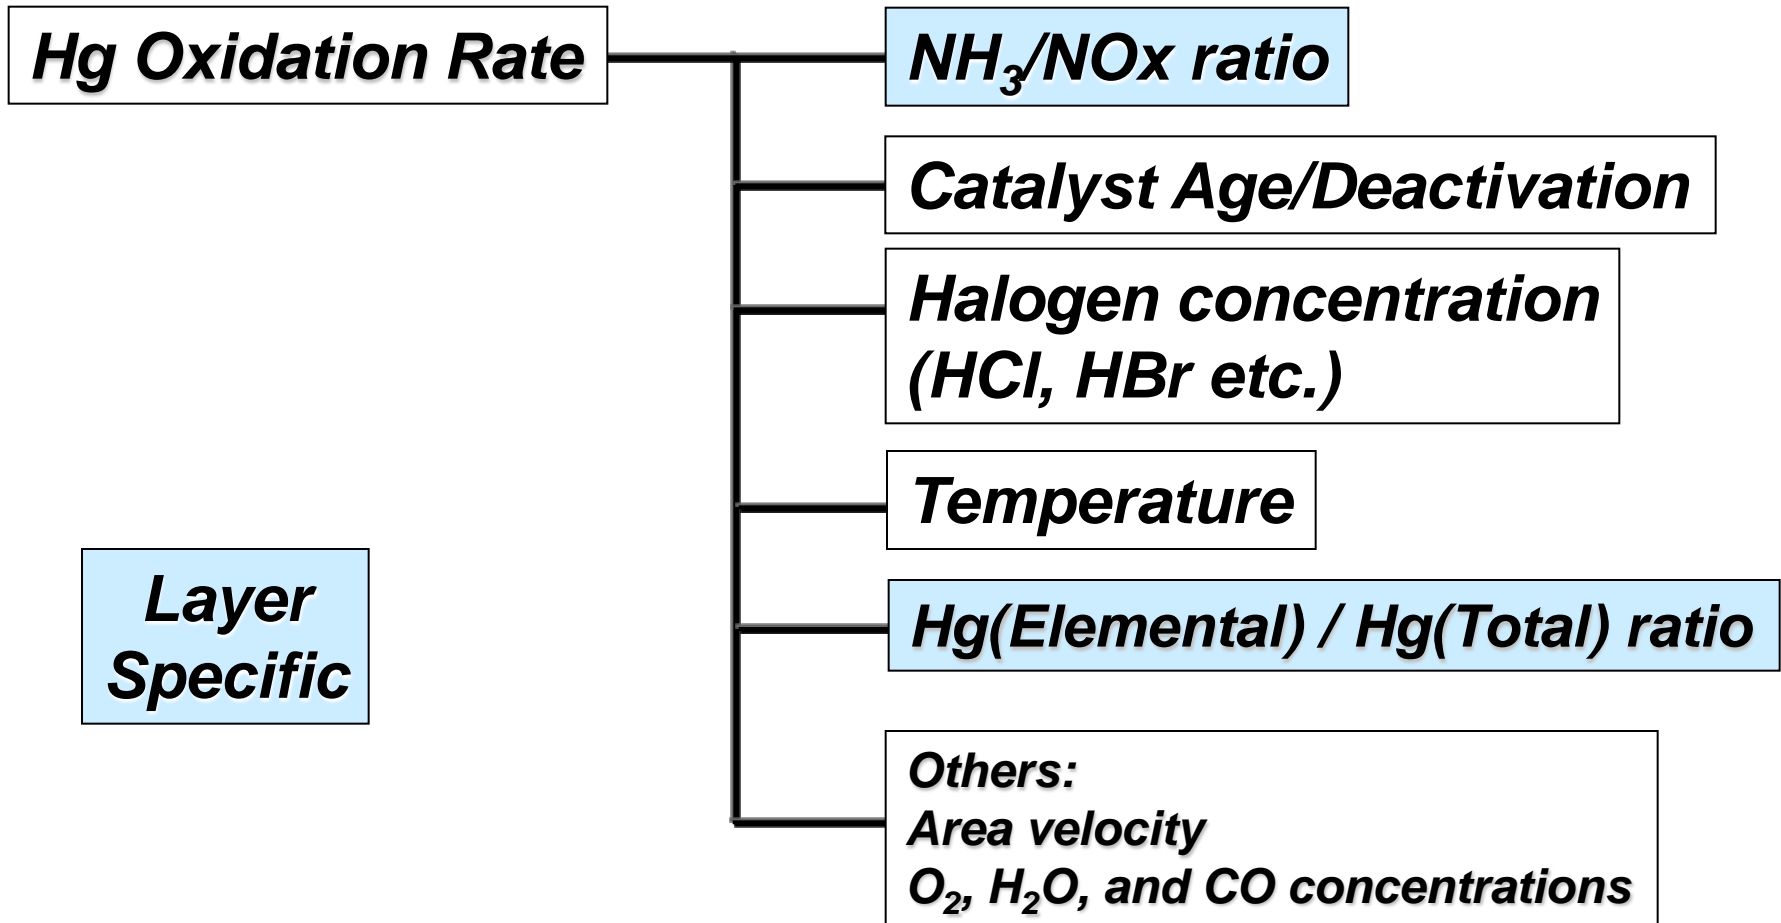 Hg Oxidation Rate
NH₃/NOx ratio
Catalyst Age/Deactivation
Halogen concentration
(HCl, HBr etc.)
Temperature
Layer
Specific
Hg(Elemental) / Hg(Total) ratio
Others:
Area velocity
O₂, H₂O, and CO concentrations